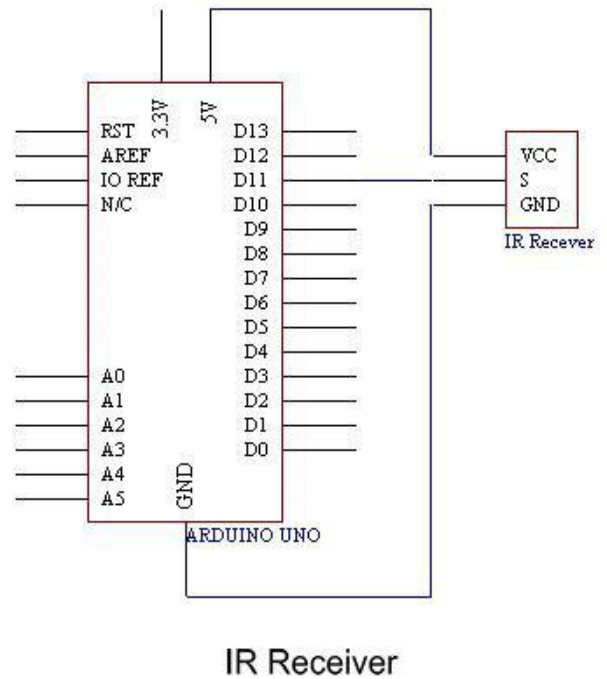 3.3V
5V
RST
AREF
IO REF
N/C
A0
A1
A2
A3
A4
A5
GND
D13
D12
D11
D10
D9
D8
D7
D6
D5
D4
D3
D2
D1
D0
ARDUINO UNO
VCC
S
GND
IR Recever
IR Receiver